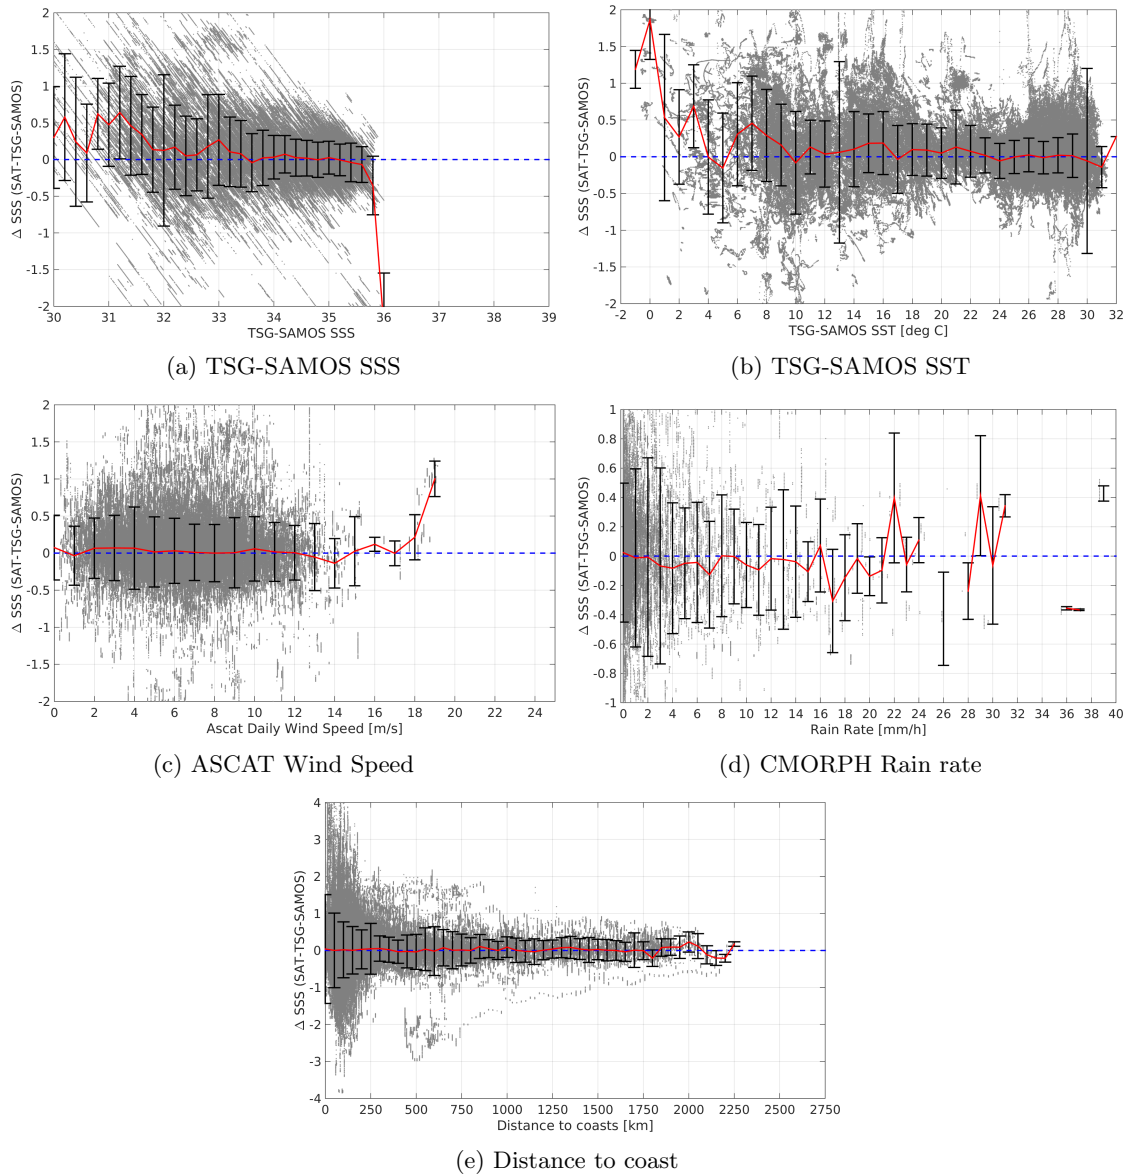 2
1.5
1
0.5
0
-0.5
-1
-1.5
-2
Δ SSS (SAT-TSG-SAMOS)
30 31 32 33 34 35 36 37 38 39
TSG-SAMOS SSS
(a) TSG-SAMOS SSS
2
1.5
1
0.5
0
-0.5
-1
-1.5
-2
Δ SSS (SAT-TSG-SAMOS)
-2 0 2 4 6 8 10 12 14 16 18 20 22 24 26 28 30 32
TSG-SAMOS SST [deg C]
(b) TSG-SAMOS SST
2
1.5
1
0.5
0
-0.5
-1
-1.5
-2
Δ SSS (SAT-TSG-SAMOS)
0 2 4 6 8 10 12 14 16 18 20 22 24
Ascat Daily Wind Speed [m/s]
(c) ASCAT Wind Speed
1
0.8
0.6
0.4
0.2
0
-0.2
-0.4
-0.6
-0.8
-1
Δ SSS (SAT-TSG-SAMOS)
0 2 4 6 8 10 12 14 16 18 20 22 24 26 28 30 32 34 36 38 40
Rain Rate [mm/h]
(d) CMORPH Rain rate
4
3
2
1
0
-1
-2
-3
-4
Δ SSS (SAT-TSG-SAMOS)
0 250 500 750 1000 1250 1500 1750 2000 2250 2500 2750
Distance to coasts [km]
(e) Distance to coast